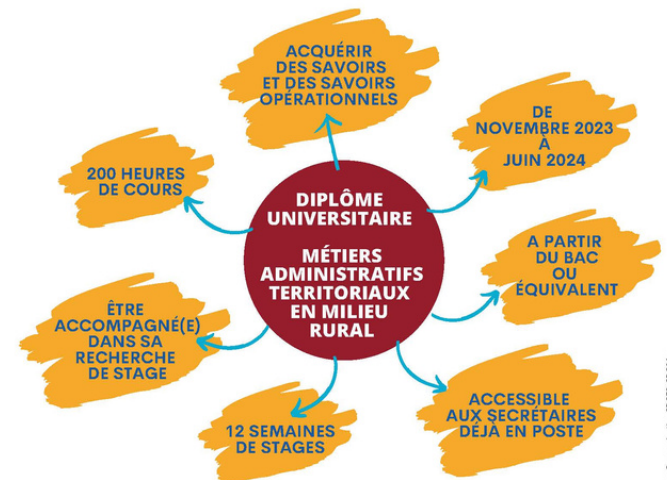 ACQUÉRIR
DES SAVOIRS
ET DES SAVOIRS
OPÉRATIONNELS
DE
NOVEMBRE 2023
À
JUIN 2024
200 HEURES
DE COURS
DIPLÔME
UNIVERSITAIRE
MÉTIERS
ADMINISTRATIFS
TERRITORIAUX
EN MILIEU
RURAL
A PARTIR
DU BAC
OU
ÉQUIVALENT
ÊTRE
ACCOMPAGNÉ(E)
DANS SA
RECHERCHE
DE STAGE
12 SEMAINES
DE STAGES
ACCESSIBLE
AUX SECRÉTAIRES
DÉJÀ EN POSTE